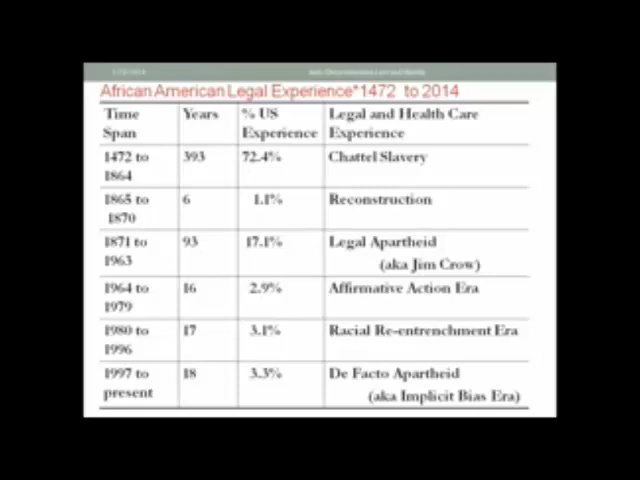 African American Legal Experience*1472 to 2014
Time Span Years % US Experience Legal and Health Care Experience
1472 to 1864 393 72.4% Chattel Slavery
1865 to 1870 6 1.1% Reconstruction
1871 to 1963 93 17.1% Legal Apartheid (aka Jim Crow)
1964 to 1979 16 2.9% Affirmative Action Era
1980 to 1996 17 3.1% Racial Re-entrenchment Era
1997 to present 18 3.3% De Facto Apartheid (aka Implicit Bias Era)